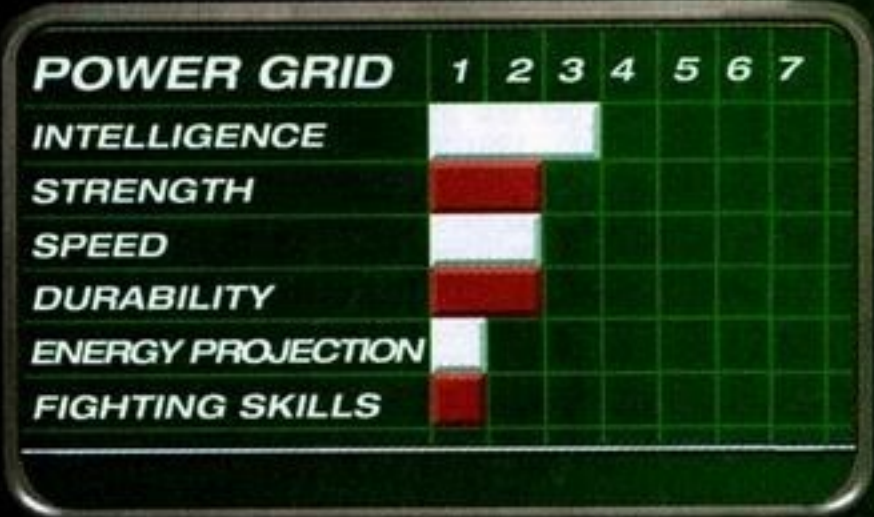 POWER GRID 1 2 3 4 5 6 7
INTELLIGENCE
STRENGTH
SPEED
DURABILITY
ENERGY PROJECTION
FIGHTING SKILLS